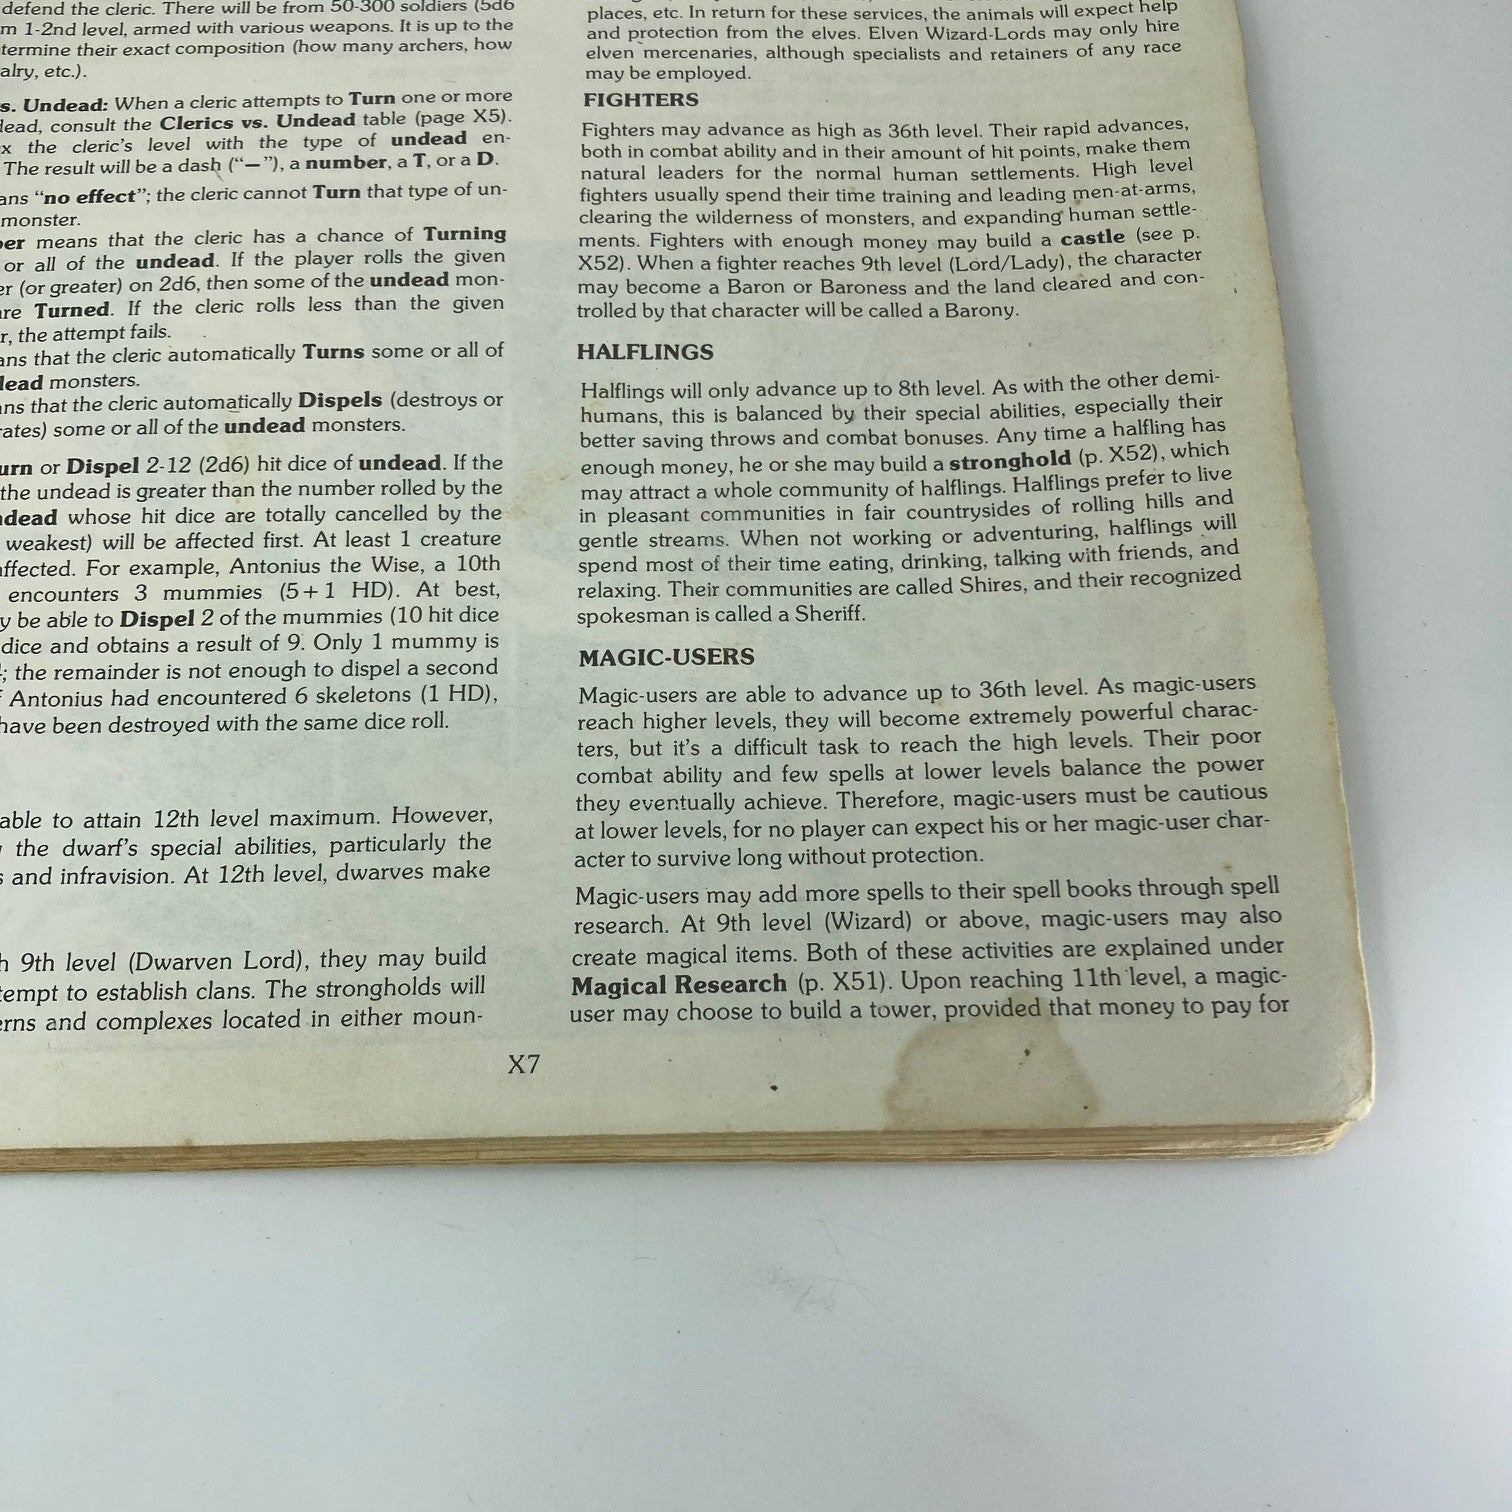 defend the cleric. There will be from 50-300 soldiers (5d6
m 1-2nd level, armed with various weapons. It is up to the
termine their exact composition (how many archers, how
alry, etc.).
s. Undead: When a cleric attempts to Turn one or more
dead, consult the Clerics vs. Undead table (page X5).
x the cleric's level with the type of undead en-
The result will be a dash ("—"), a number, a T, or a D.
ans "no effect"; the cleric cannot Turn that type of un-
monster.
ber means that the cleric has a chance of Turning
or all of the undead. If the player rolls the given
er (or greater) on 2d6, then some of the undead mon-
are Turned. If the cleric rolls less than the given
r, the attempt fails.
ans that the cleric automatically Turns some or all of
dead monsters.
ans that the cleric automatically Dispels (destroys or
rates) some or all of the undead monsters.
urn or Dispel 2-12 (2d6) hit dice of undead. If the
the undead is greater than the number rolled by the
ndead whose hit dice are totally cancelled by the
weakest) will be affected first. At least 1 creature
affected. For example, Antonius the Wise, a 10th
encounters 3 mummies (5+1 HD). At best,
y be able to Dispel 2 of the mummies (10 hit dice
dice and obtains a result of 9. Only 1 mummy is
; the remainder is not enough to dispel a second
f Antonius had encountered 6 skeletons (1 HD),
have been destroyed with the same dice roll.
able to attain 12th level maximum. However,
the dwarf's special abilities, particularly the
s and infravision. At 12th level, dwarves make
h 9th level (Dwarven Lord), they may build
tempt to establish clans. The strongholds will
erns and complexes located in either moun-
places, etc. In return for these services, the animals will expect help
and protection from the elves. Elven Wizard-Lords may only hire
elven mercenaries, although specialists and retainers of any race
may be employed.
FIGHTERS
Fighters may advance as high as 36th level. Their rapid advances,
both in combat ability and in their amount of hit points, make them
natural leaders for the normal human settlements. High level
fighters usually spend their time training and leading men-at-arms,
clearing the wilderness of monsters, and expanding human settle-
ments. Fighters with enough money may build a castle (see p.
X52). When a fighter reaches 9th level (Lord/Lady), the character
may become a Baron or Baroness and the land cleared and con-
trolled by that character will be called a Barony.
HALFLINGS
Halflings will only advance up to 8th level. As with the other demi-
humans, this is balanced by their special abilities, especially their
better saving throws and combat bonuses. Any time a halfling has
enough money, he or she may build a stronghold (p. X52), which
may attract a whole community of halflings. Halflings prefer to live
in pleasant communities in fair countrysides of rolling hills and
gentle streams. When not working or adventuring, halflings will
spend most of their time eating, drinking, talking with friends, and
relaxing. Their communities are called Shires, and their recognized
spokesman is called a Sheriff.
MAGIC-USERS
Magic-users are able to advance up to 36th level. As magic-users
reach higher levels, they will become extremely powerful charac-
ters, but it's a difficult task to reach the high levels. Their poor
combat ability and few spells at lower levels balance the power
they eventually achieve. Therefore, magic-users must be cautious
at lower levels, for no player can expect his or her magic-user char-
acter to survive long without protection.
Magic-users may add more spells to their spell books through spell
research. At 9th level (Wizard) or above, magic-users may also
create magical items. Both of these activities are explained under
Magical Research (p. X51). Upon reaching 11th level, a magic-
user may choose to build a tower, provided that money to pay for
X7